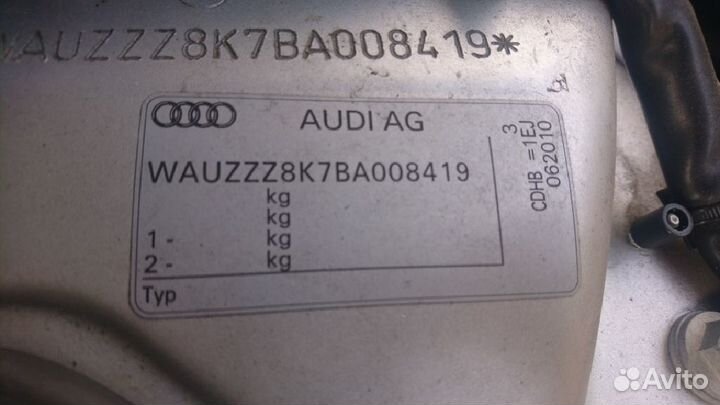 WAUZZZ8K7BA008419*
AUDI AG
WAUZZZ8K7BA008419
kg
kg
1 - kg
2 - kg
Typ
3
CDHB =1EJ
062010
Avito